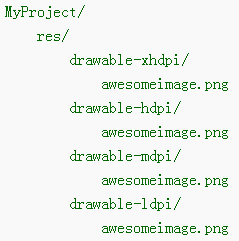 MyProject/
    res/
        drawable-xhdpi/
            awesomeimage.png
        drawable-hdpi/
            awesomeimage.png
        drawable-mdpi/
            awesomeimage.png
        drawable-ldpi/
            awesomeimage.png